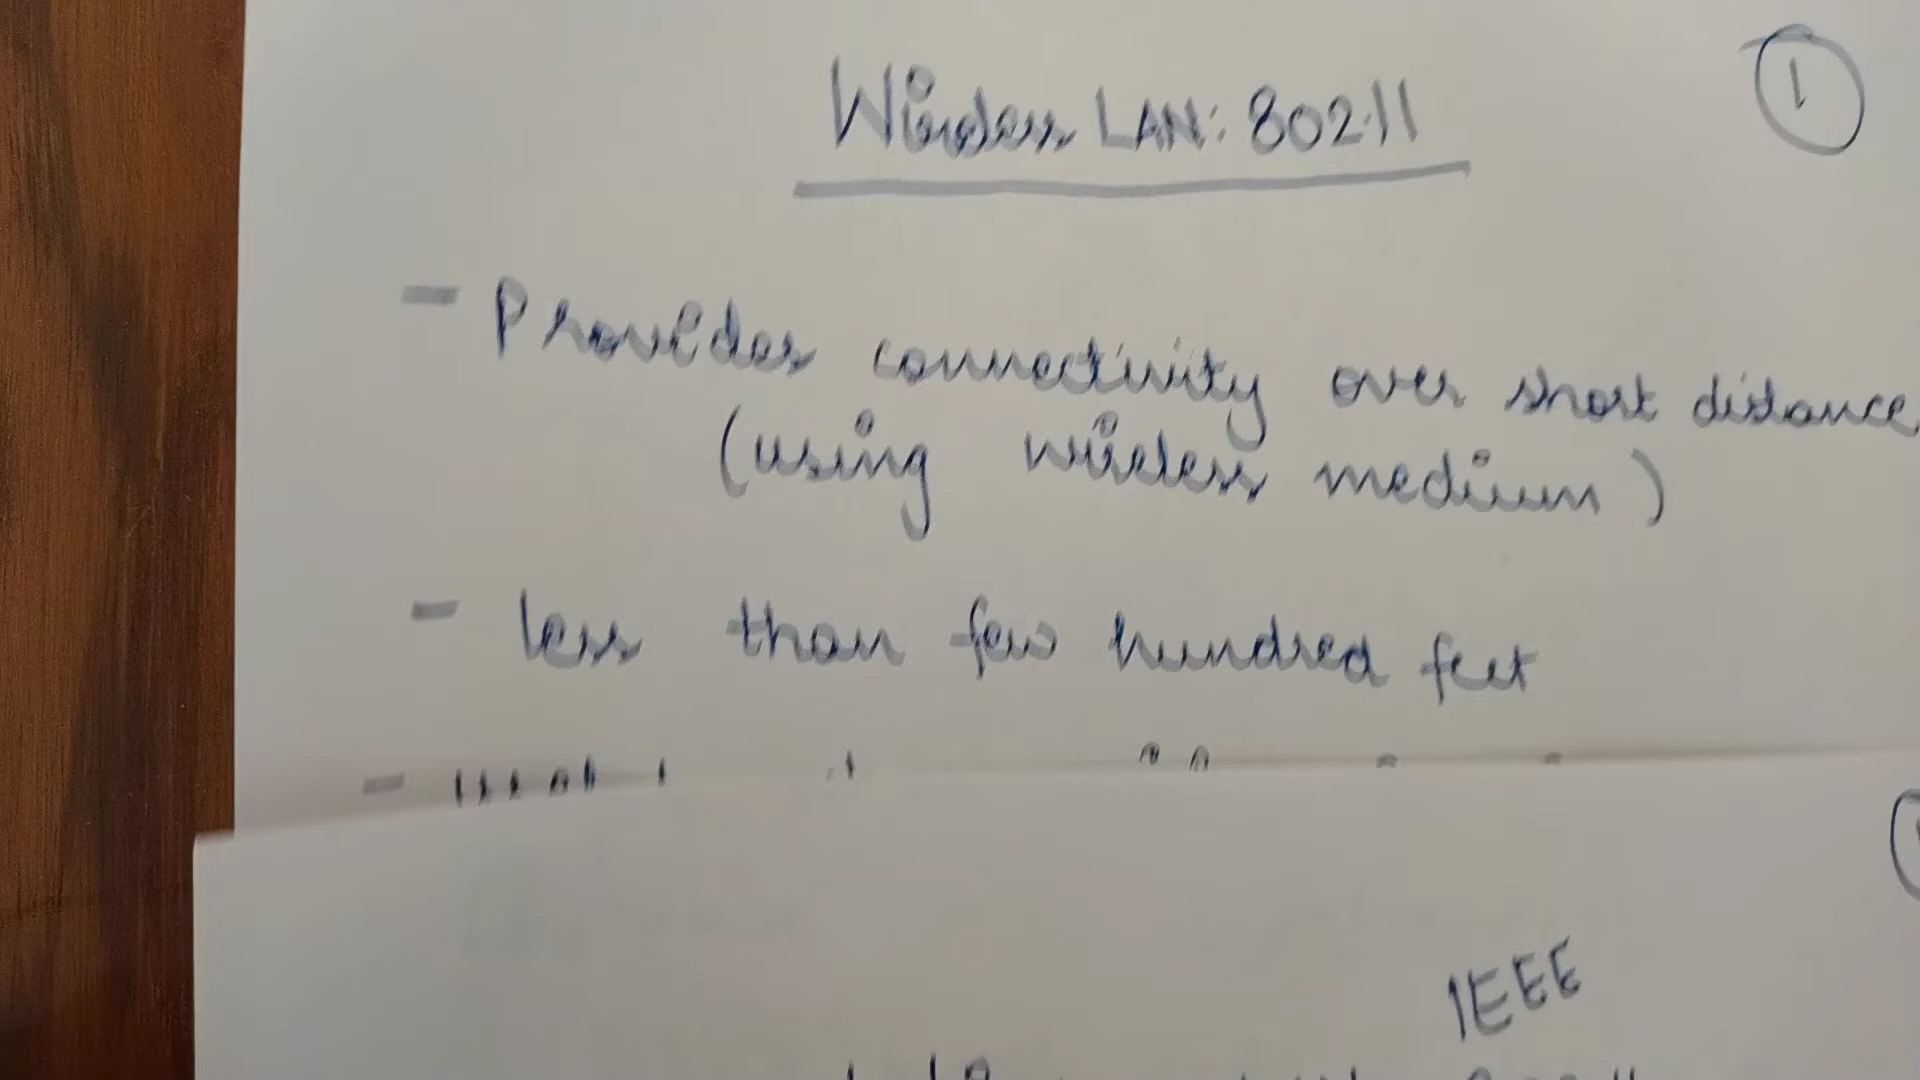 Wireless LAN: 802.11
1
- Provides connectivity over short distance
(using wireless medium)
- less than few hundred feet
-
IEEE